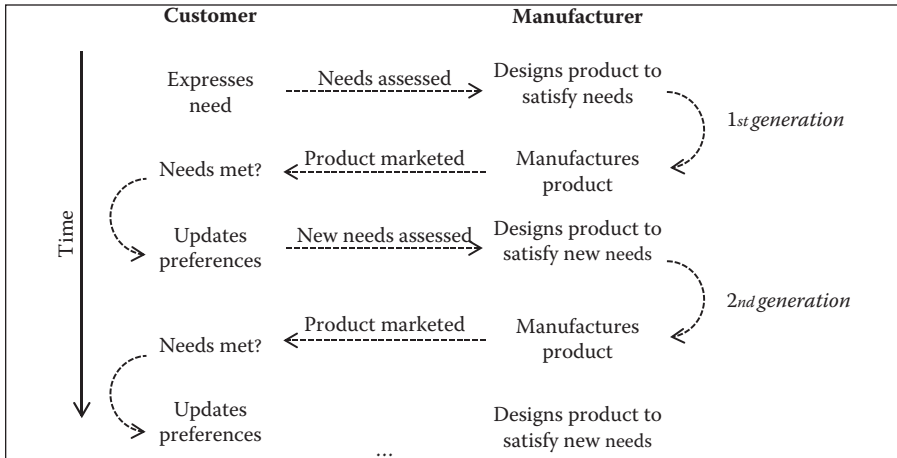 Customer
Manufacturer
Expresses
need
Needs assessed
Designs product to
satisfy needs
1st generation
Needs met?
Product marketed
Manufactures
product
Time
Updates
preferences
New needs assessed
Designs product to
satisfy new needs
2nd generation
Needs met?
Product marketed
Manufactures
product
Updates
preferences
Designs product to
satisfy new needs
...